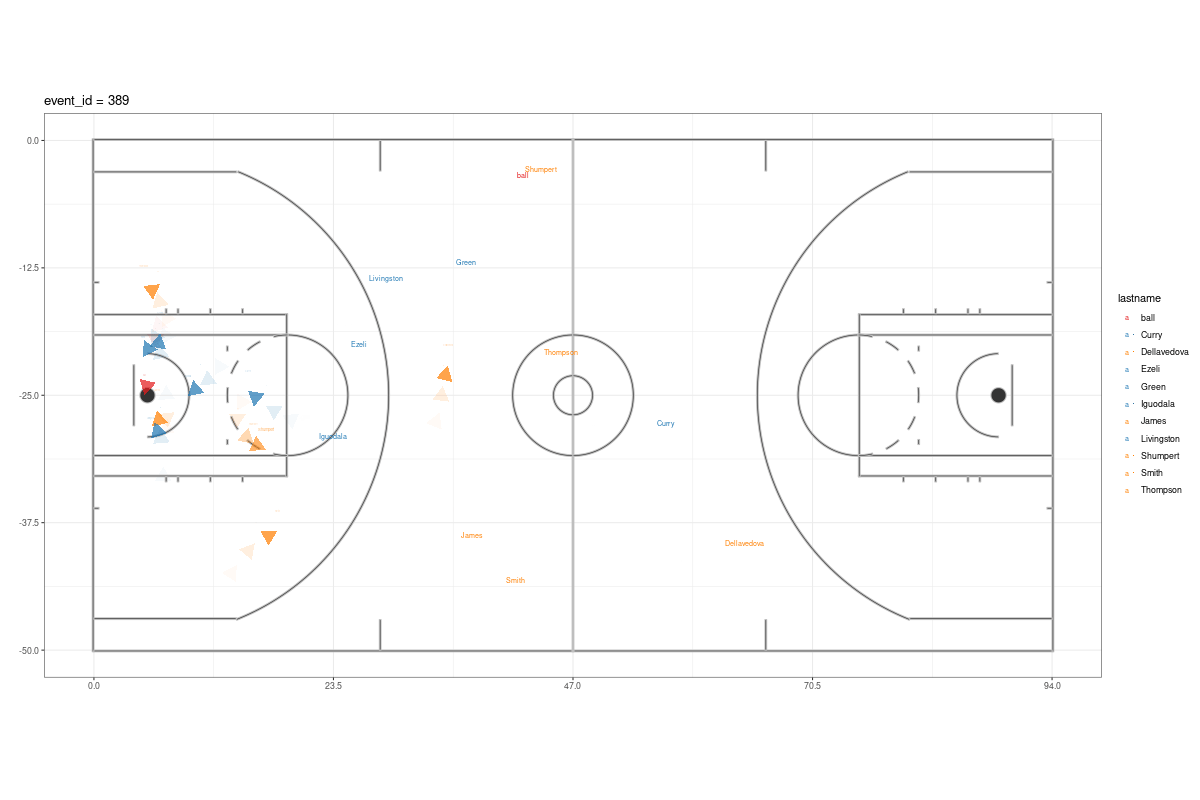 event_id = 389
0.0
-12.5
-25.0
-37.5
-50.0
0.0
23.5
47.0
70.5
94.0
Shumpert
ball
Green
Livingston
Ezeli
Thompson
Curry
Iguodala
James
Dellavedova
Smith
lastname
a ball
a Curry
a Dellavedova
a Ezeli
a Green
a Iguodala
a James
a Livingston
a Shumpert
a Smith
a Thompson